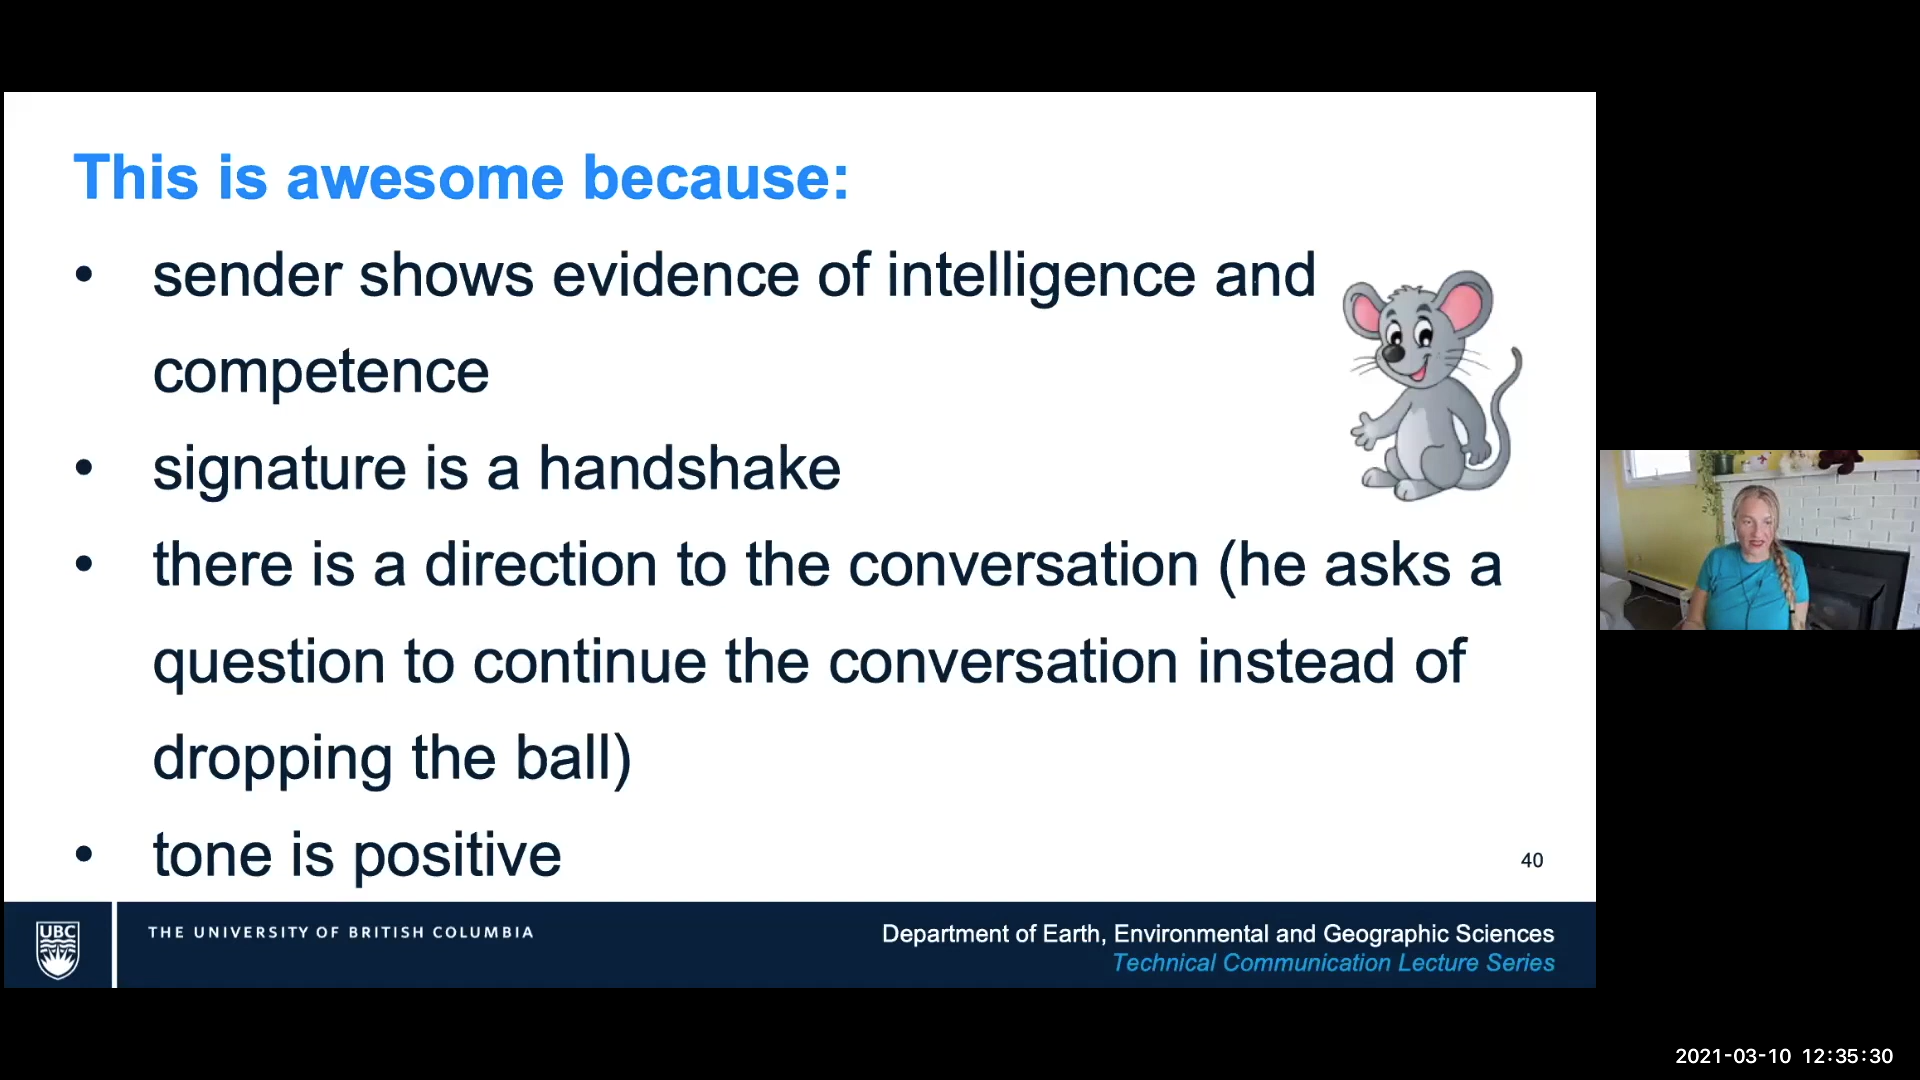 This is awesome because:
• sender shows evidence of intelligence and
competence
• signature is a handshake
• there is a direction to the conversation (he asks a
question to continue the conversation instead of
dropping the ball)
• tone is positive
40
UBC
THE UNIVERSITY OF BRITISH COLUMBIA
Department of Earth, Environmental and Geographic Sciences
Technical Communication Lecture Series
2021-03-10 12:35:30